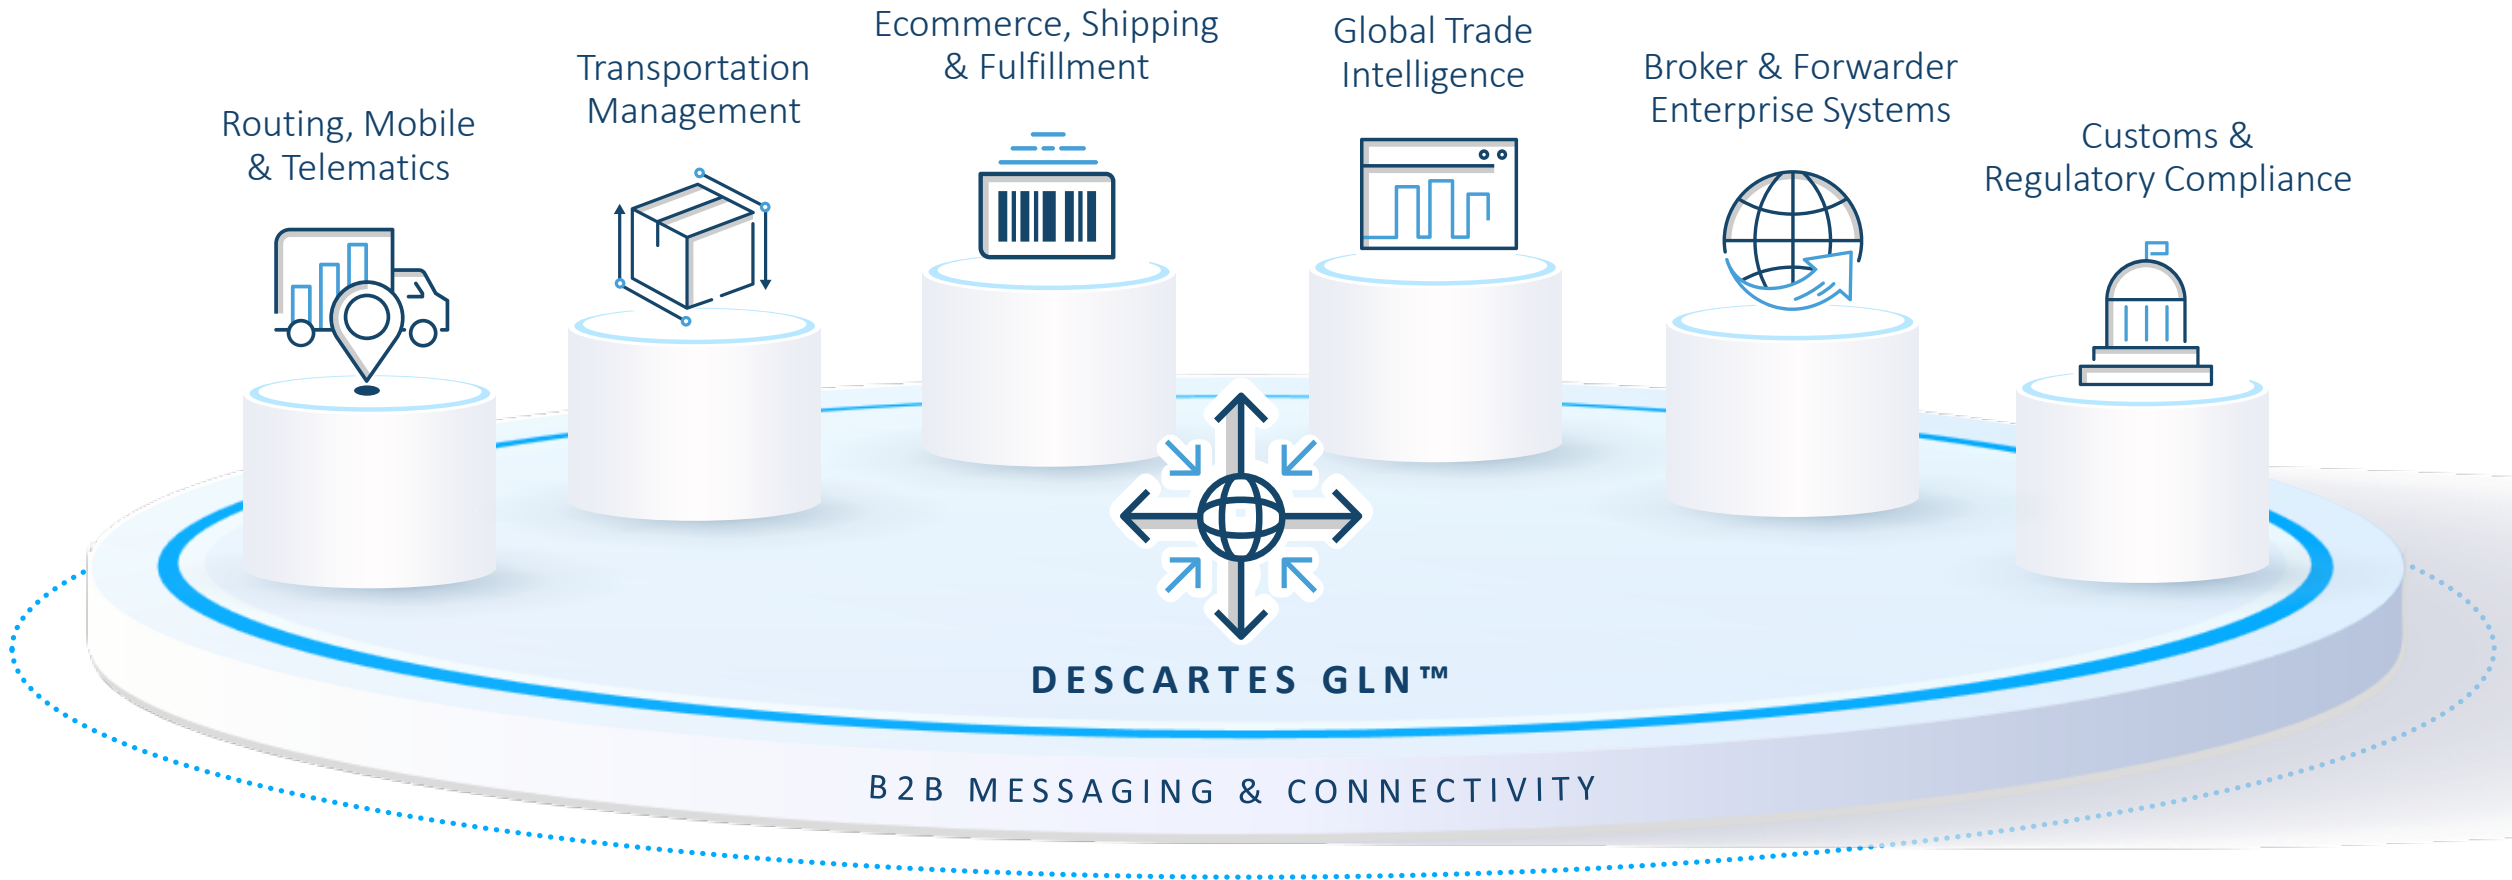 Routing, Mobile
& Telematics
Transportation
Management
Ecommerce, Shipping
& Fulfillment
Global Trade
Intelligence
Broker & Forwarder
Enterprise Systems
Customs &
Regulatory Compliance
DESCARTES GLN™
B2B MESSAGING & CONNECTIVITY